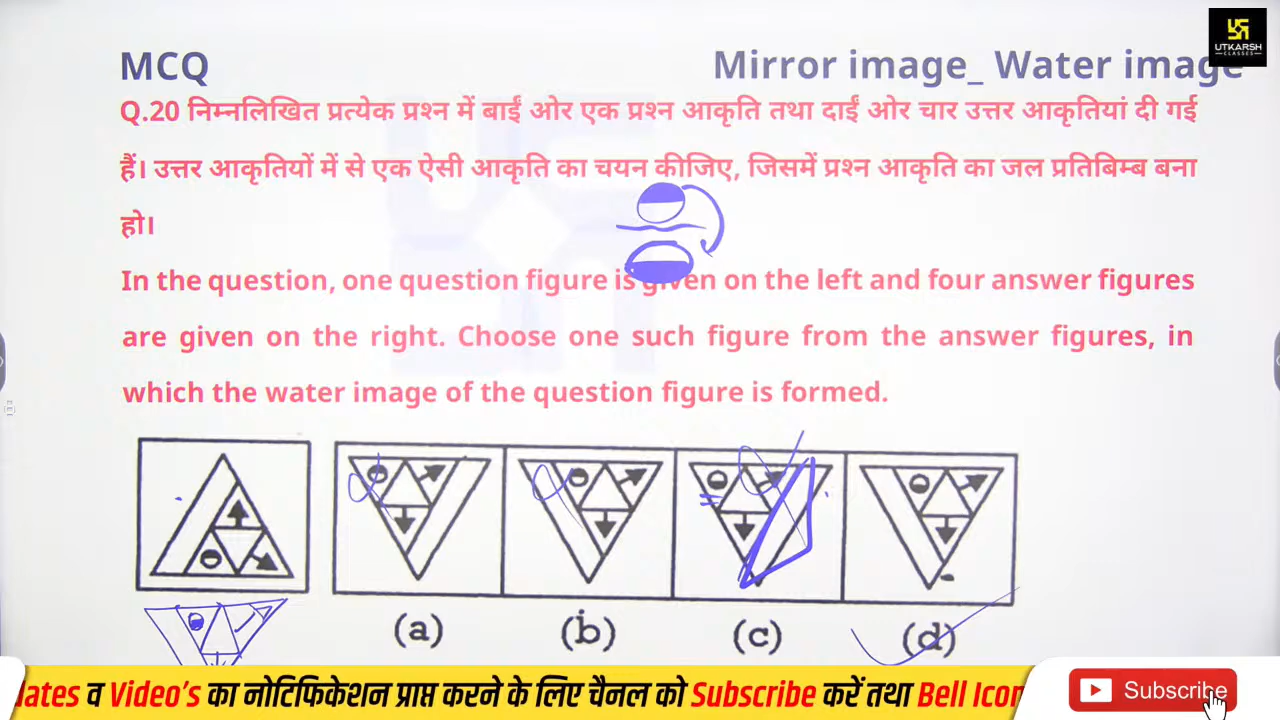 UTKARSH
CLASSES
MCQ
Mirror image_ Water image
Q.20 निम्नलिखित प्रत्येक प्रश्न में बाईं ओर एक प्रश्न आकृति तथा दाईं ओर चार उत्तर आकृतियां दी गई
हैं। उत्तर आकृतियों में से एक ऐसी आकृति का चयन कीजिए, जिसमें प्रश्न आकृति का जल प्रतिबिम्ब बना
हो।
In the question, one question figure is given on the left and four answer figures
are given on the right. Choose one such figure from the answer figures, in
which the water image of the question figure is formed.
(a) (b) (c) (d)
व Video's का नोटिफिकेशन प्राप्त करने के लिए चैनल को Subscribe करें तथा Bell Icon
Subscribe